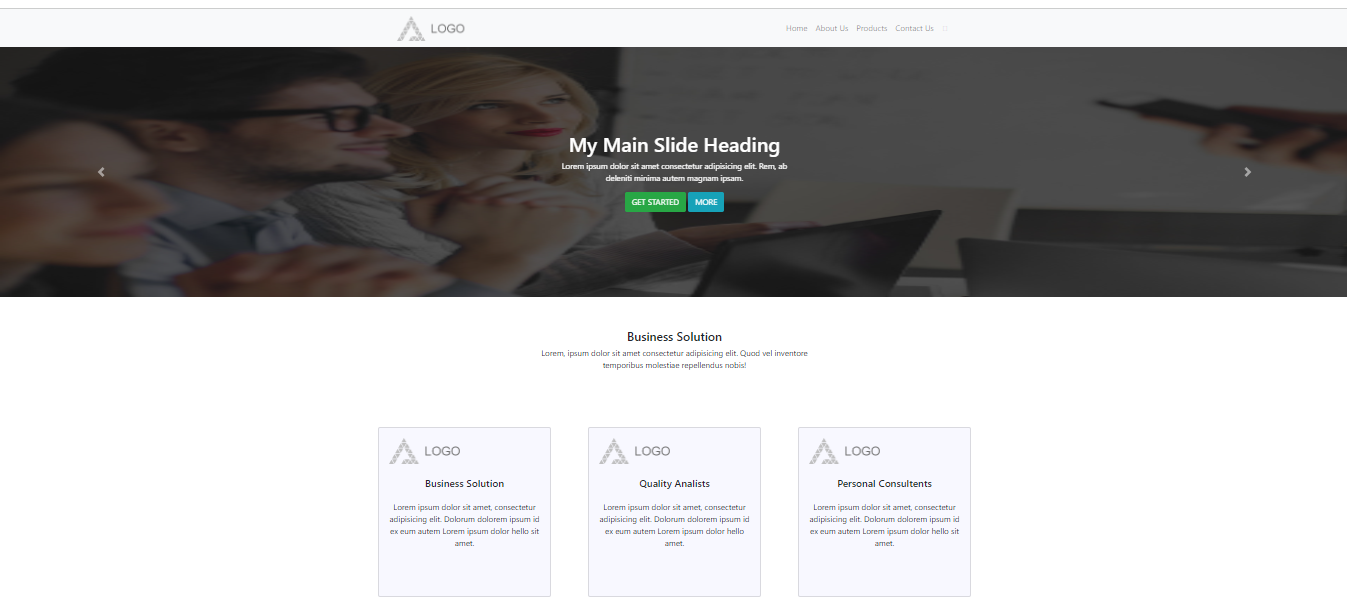 LOGO
Home About Us Products Contact Us
My Main Slide Heading
Lorem ipsum dolor sit amet consectetur adipisicing elit. Rem, ab
deleniti minima autem magnam ipsam.
GET STARTED MORE
Business Solution
Lorem, ipsum dolor sit amet consectetur adipisicing elit. Quod vel inventore
temporibus molestiae repellendus nobis!
LOGO
Business Solution
Lorem ipsum dolor sit amet, consectetur
adipisicing elit. Dolorum dolorem ipsum id
ex eum autem Lorem ipsum dolor hello sit
amet.
LOGO
Quality Analists
Lorem ipsum dolor sit amet, consectetur
adipisicing elit. Dolorum dolorem ipsum id
ex eum autem Lorem ipsum dolor hello
amet.
LOGO
Personal Consultents
Lorem ipsum dolor sit amet, consectetur
adipisicing elit. Dolorum dolorem ipsum id
ex eum autem Lorem ipsum dolor hello sit
amet.